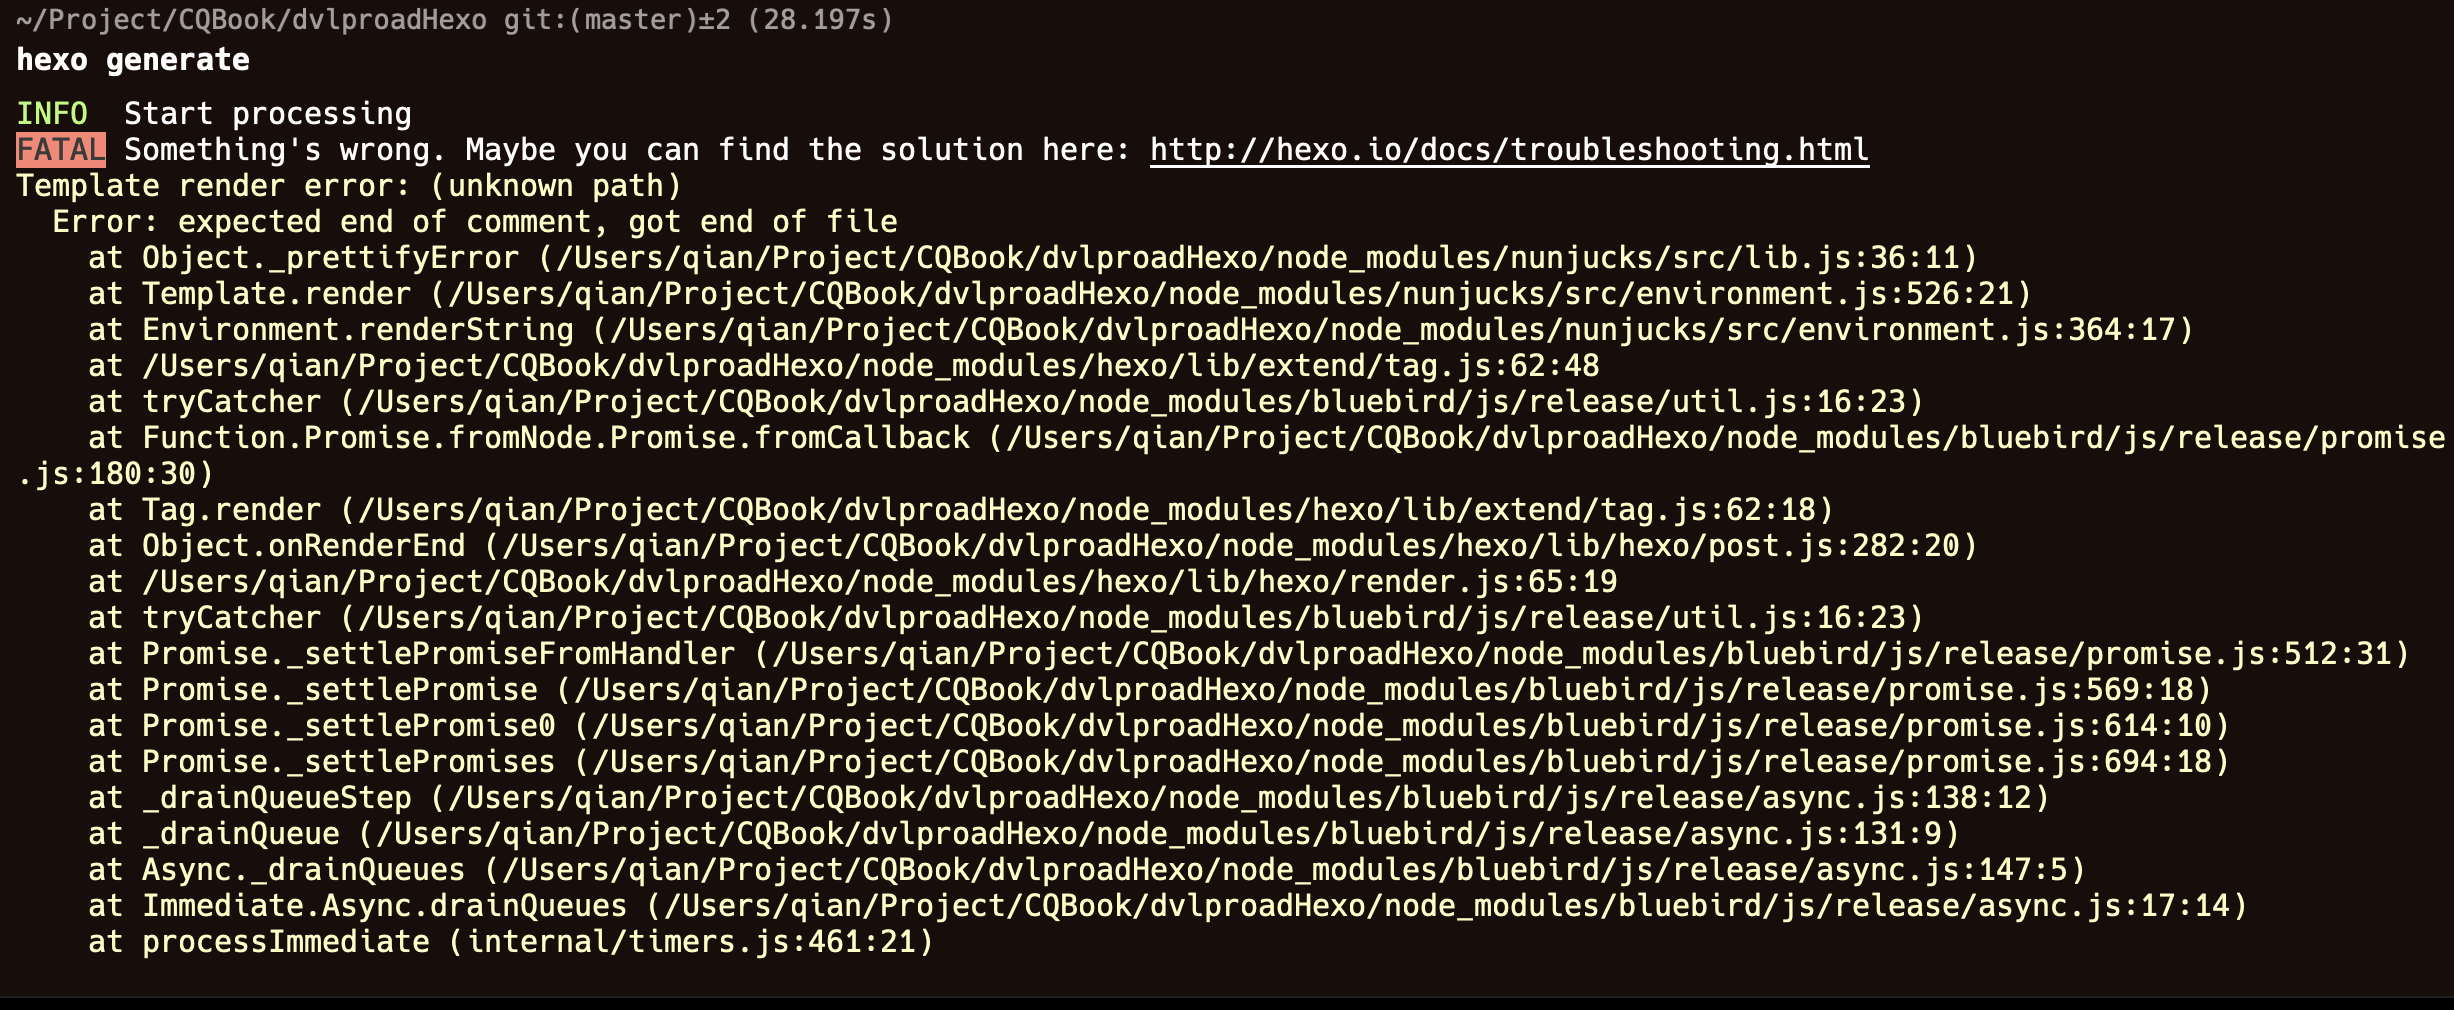 ~/Project/CQBook/dvlproadHexo git:(master)±2 (28.197s)
hexo generate
INFO  Start processing
FATAL Something's wrong. Maybe you can find the solution here: http://hexo.io/docs/troubleshooting.html
Template render error: (unknown path)
  Error: expected end of comment, got end of file
    at Object._prettifyError (/Users/qian/Project/CQBook/dvlproadHexo/node_modules/nunjucks/src/lib.js:36:11)
    at Template.render (/Users/qian/Project/CQBook/dvlproadHexo/node_modules/nunjucks/src/environment.js:526:21)
    at Environment.renderString (/Users/qian/Project/CQBook/dvlproadHexo/node_modules/nunjucks/src/environment.js:364:17)
    at /Users/qian/Project/CQBook/dvlproadHexo/node_modules/hexo/lib/extend/tag.js:62:48
    at tryCatcher (/Users/qian/Project/CQBook/dvlproadHexo/node_modules/bluebird/js/release/util.js:16:23)
    at Function.Promise.fromNode.Promise.fromCallback (/Users/qian/Project/CQBook/dvlproadHexo/node_modules/bluebird/js/release/promise
.js:180:30)
    at Tag.render (/Users/qian/Project/CQBook/dvlproadHexo/node_modules/hexo/lib/extend/tag.js:62:18)
    at Object.onRenderEnd (/Users/qian/Project/CQBook/dvlproadHexo/node_modules/hexo/lib/hexo/post.js:282:20)
    at /Users/qian/Project/CQBook/dvlproadHexo/node_modules/hexo/lib/hexo/render.js:65:19
    at tryCatcher (/Users/qian/Project/CQBook/dvlproadHexo/node_modules/bluebird/js/release/util.js:16:23)
    at Promise._settlePromiseFromHandler (/Users/qian/Project/CQBook/dvlproadHexo/node_modules/bluebird/js/release/promise.js:512:31)
    at Promise._settlePromise (/Users/qian/Project/CQBook/dvlproadHexo/node_modules/bluebird/js/release/promise.js:569:18)
    at Promise._settlePromise0 (/Users/qian/Project/CQBook/dvlproadHexo/node_modules/bluebird/js/release/promise.js:614:10)
    at Promise._settlePromises (/Users/qian/Project/CQBook/dvlproadHexo/node_modules/bluebird/js/release/promise.js:694:18)
    at _drainQueueStep (/Users/qian/Project/CQBook/dvlproadHexo/node_modules/bluebird/js/release/async.js:138:12)
    at _drainQueue (/Users/qian/Project/CQBook/dvlproadHexo/node_modules/bluebird/js/release/async.js:131:9)
    at Async._drainQueues (/Users/qian/Project/CQBook/dvlproadHexo/node_modules/bluebird/js/release/async.js:147:5)
    at Immediate.Async.drainQueues (/Users/qian/Project/CQBook/dvlproadHexo/node_modules/bluebird/js/release/async.js:17:14)
    at processImmediate (internal/timers.js:461:21)